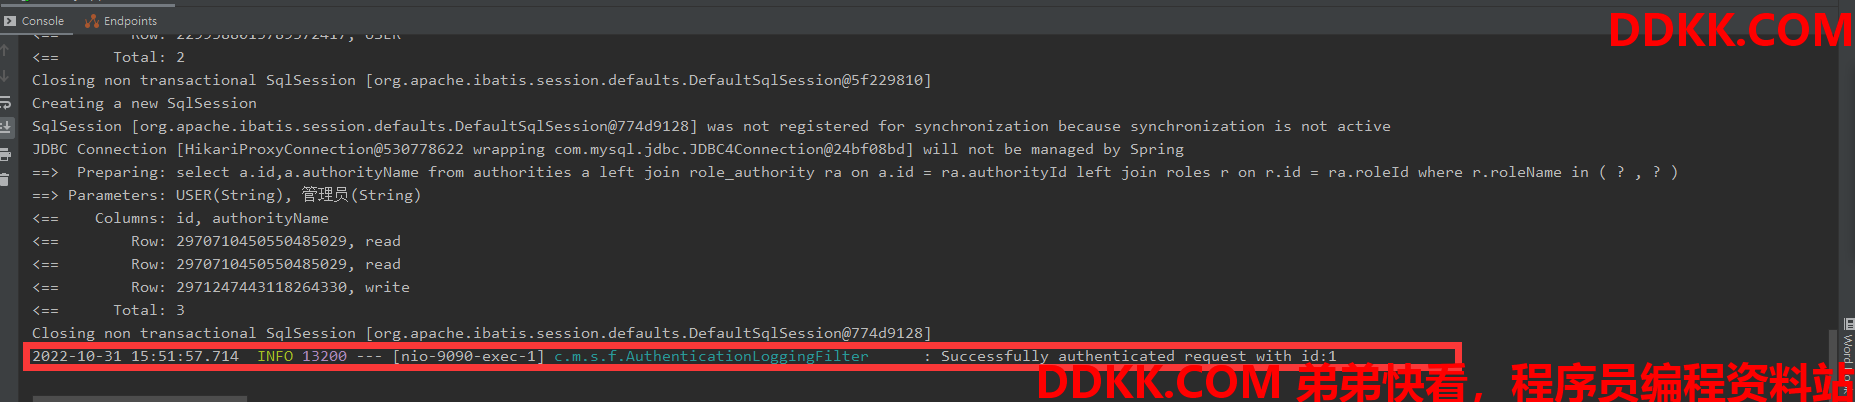 Console Endpoints
DDKK.COM
<== Row: 2299588019789572417, USER
<==      Total: 2
Closing non transactional SqlSession [org.apache.ibatis.session.defaults.DefaultSqlSession@5f229810]
Creating a new SqlSession
SqlSession [org.apache.ibatis.session.defaults.DefaultSqlSession@774d9128] was not registered for synchronization because synchronization is not active
JDBC Connection [HikariProxyConnection@530778622 wrapping com.mysql.jdbc.JDBC4Connection@24bf08bd] will not be managed by Spring
==>  Preparing: select a.id,a.authorityName from authorities a left join role_authority ra on a.id = ra.authorityId left join roles r on r.id = ra.roleId where r.roleName in ( ? , ? )
==> Parameters: USER(String), 管理员(String)
<==    Columns: id, authorityName
<==        Row: 2970710450550485029, read
<==        Row: 2970710450550485029, read
<==        Row: 2971247443118264330, write
<==      Total: 3
Closing non transactional SqlSession [org.apache.ibatis.session.defaults.DefaultSqlSession@774d9128]
2022-10-31 15:51:57.714  INFO 13200 --- [nio-9090-exec-1] c.m.s.f.AuthenticationLoggingFilter      : Successfully authenticated request with id:1
DDKK.COM 弟弟快看，程序员编程资料站